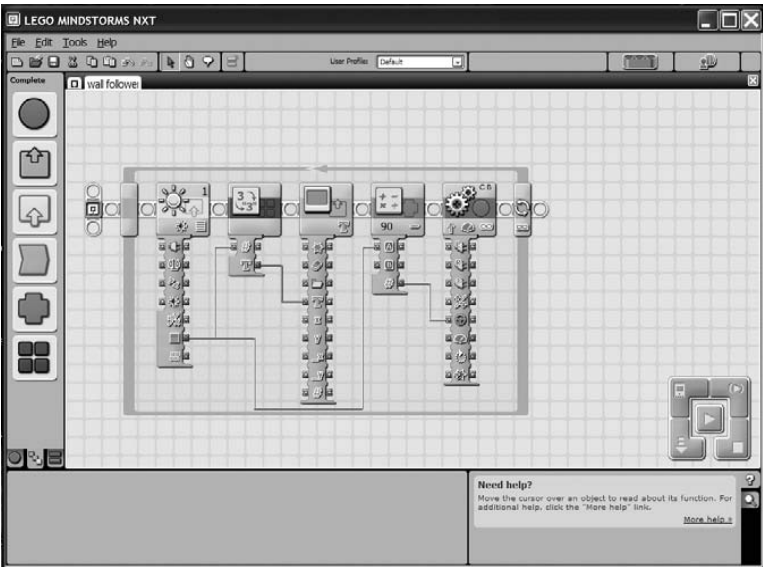 LEGO MINDSTORMS NXT
File Edit Tools Help
User Profiles Default
Complete
wall follower
1
3
"3"
C B
90
Need help?
Move the cursor over an object to read about its function. For
additional help, click the "More help" link.
More help »